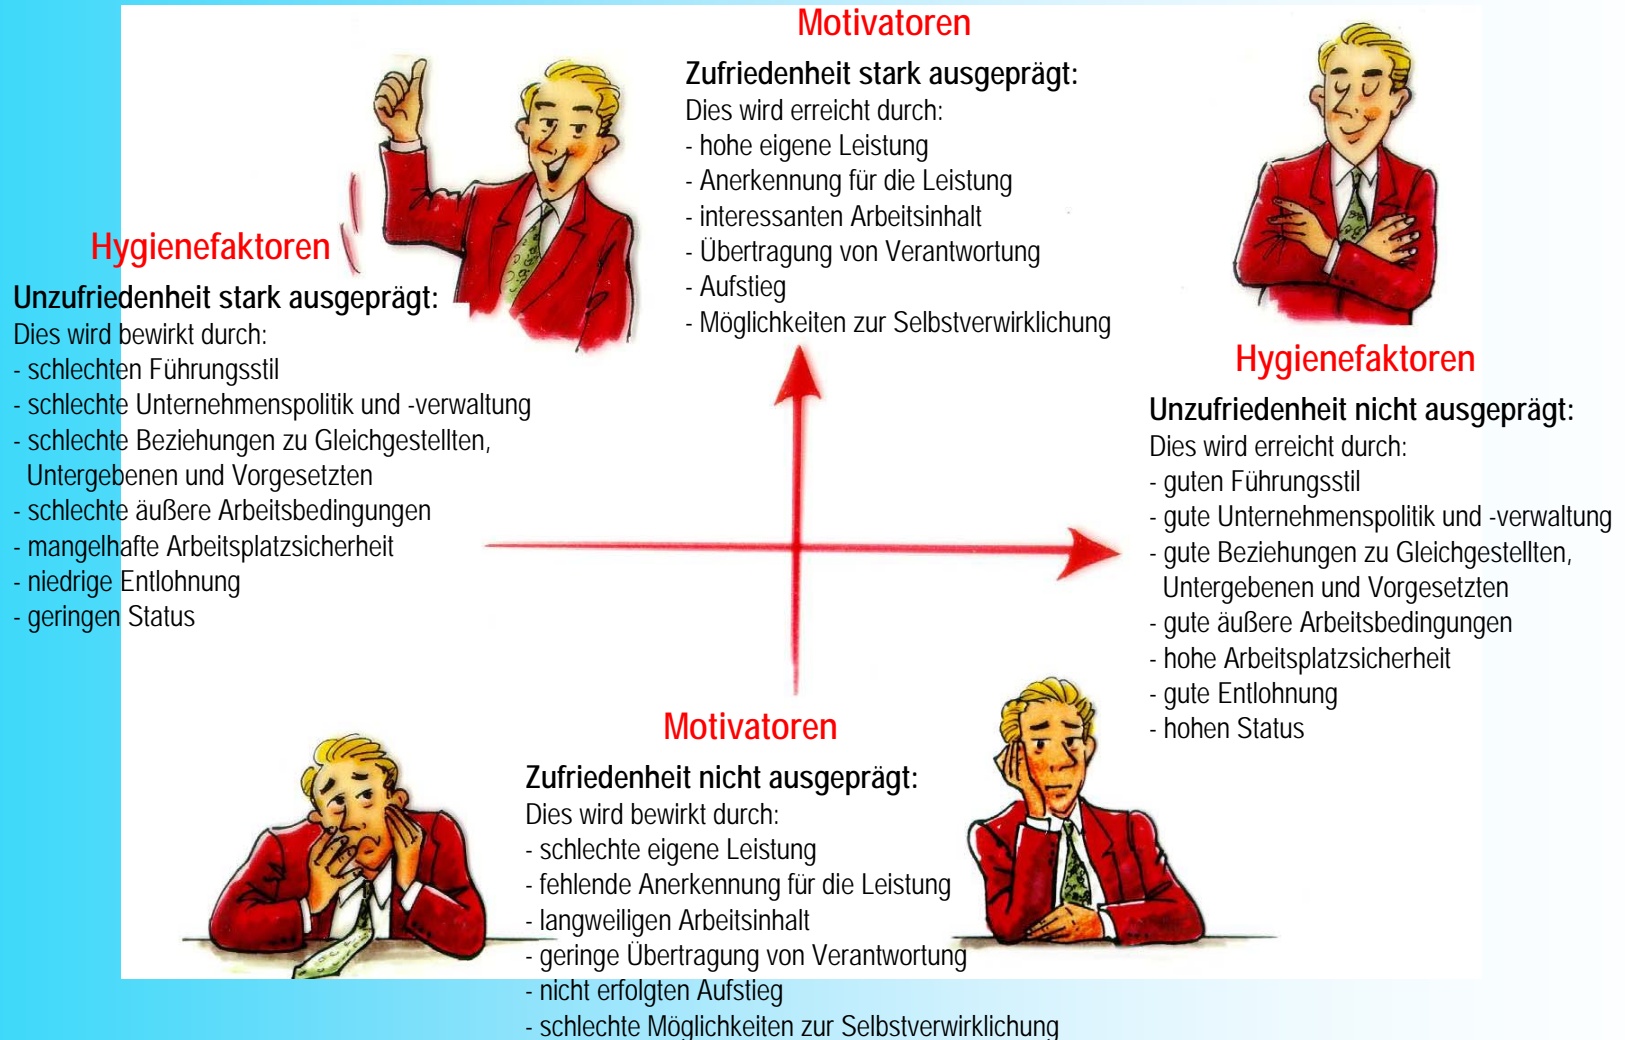 Motivatoren
Zufriedenheit stark ausgeprägt:
Dies wird erreicht durch:
- hohe eigene Leistung
- Anerkennung für die Leistung
- interessanten Arbeitsinhalt
- Übertragung von Verantwortung
- Aufstieg
- Möglichkeiten zur Selbstverwirklichung
Hygienefaktoren
Unzufriedenheit stark ausgeprägt:
Dies wird bewirkt durch:
- schlechten Führungsstil
- schlechte Unternehmenspolitik und -verwaltung
- schlechte Beziehungen zu Gleichgestellten,
Untergebenen und Vorgesetzten
- schlechte äußere Arbeitsbedingungen
- mangelhafte Arbeitsplatzsicherheit
- niedrige Entlohnung
- geringen Status
Hygienefaktoren
Unzufriedenheit nicht ausgeprägt:
Dies wird erreicht durch:
- guten Führungsstil
- gute Unternehmenspolitik und -verwaltung
- gute Beziehungen zu Gleichgestellten,
Untergebenen und Vorgesetzten
- gute äußere Arbeitsbedingungen
- hohe Arbeitsplatzsicherheit
- gute Entlohnung
- hohen Status
Motivatoren
Zufriedenheit nicht ausgeprägt:
Dies wird bewirkt durch:
- schlechte eigene Leistung
- fehlende Anerkennung für die Leistung
- langweiligen Arbeitsinhalt
- geringe Übertragung von Verantwortung
- nicht erfolgten Aufstieg
- schlechte Möglichkeiten zur Selbstverwirklichung